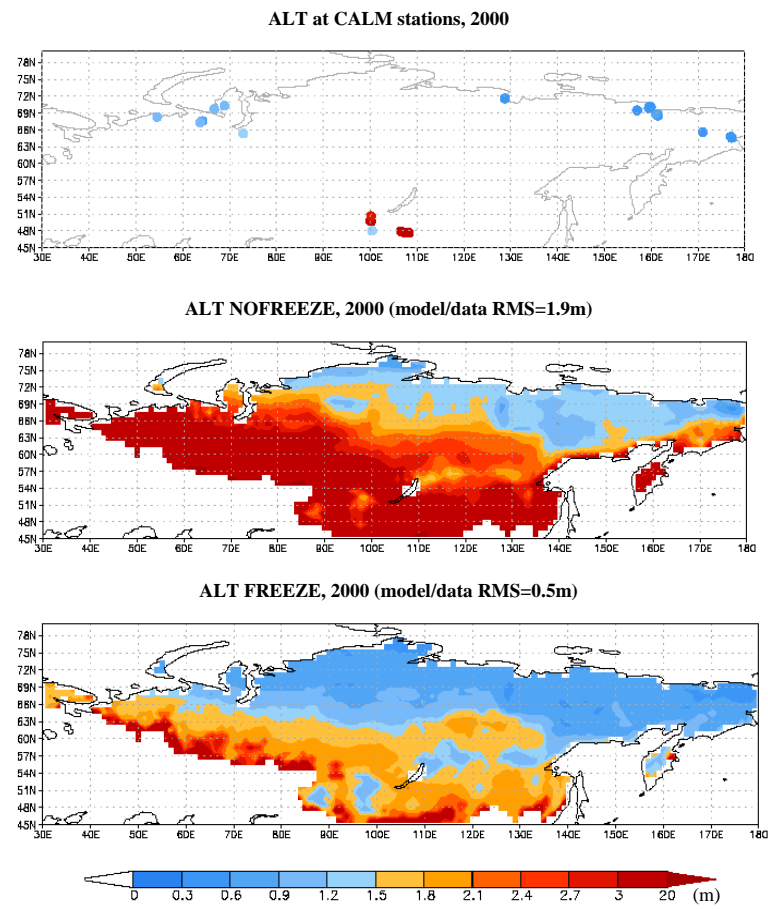 ALT at CALM stations, 2000
78N
75N
72N
69N
66N
63N
60N
57N
54N
51N
48N
45N
30E 40E 50E 60E 70E 80E 90E 100E 110E 120E 130E 140E 150E 160E 170E 180
ALT NOFREEZE, 2000 (model/data RMS=1.9m)
78N
75N
72N
69N
66N
63N
60N
57N
54N
51N
48N
45N
30E 40E 50E 60E 70E 80E 90E 100E 110E 120E 130E 140E 150E 160E 170E 180
ALT FREEZE, 2000 (model/data RMS=0.5m)
78N
75N
72N
69N
66N
63N
60N
57N
54N
51N
48N
45N
30E 40E 50E 60E 70E 80E 90E 100E 110E 120E 130E 140E 150E 160E 170E 180
0 0.3 0.6 0.9 1.2 1.5 1.8 2.1 2.4 2.7 3 20 (m)